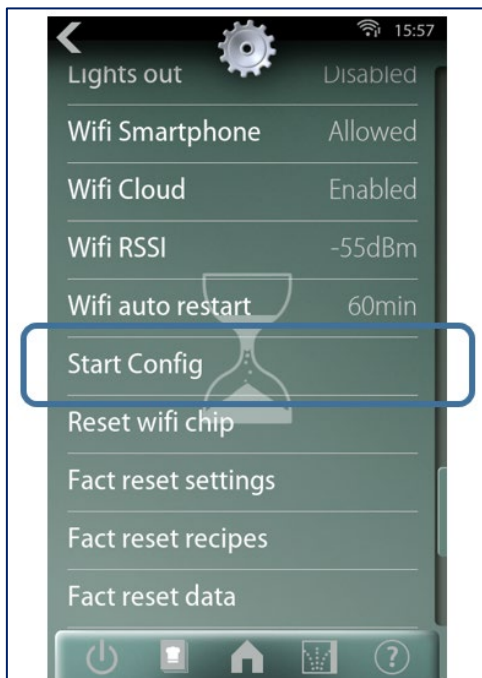 15:57
Lights out Disabled
Wifi Smartphone Allowed
Wifi Cloud Enabled
Wifi RSSI -55dBm
Wifi auto restart 60min
Start Config
Reset wifi chip
Fact reset settings
Fact reset recipes
Fact reset data
?